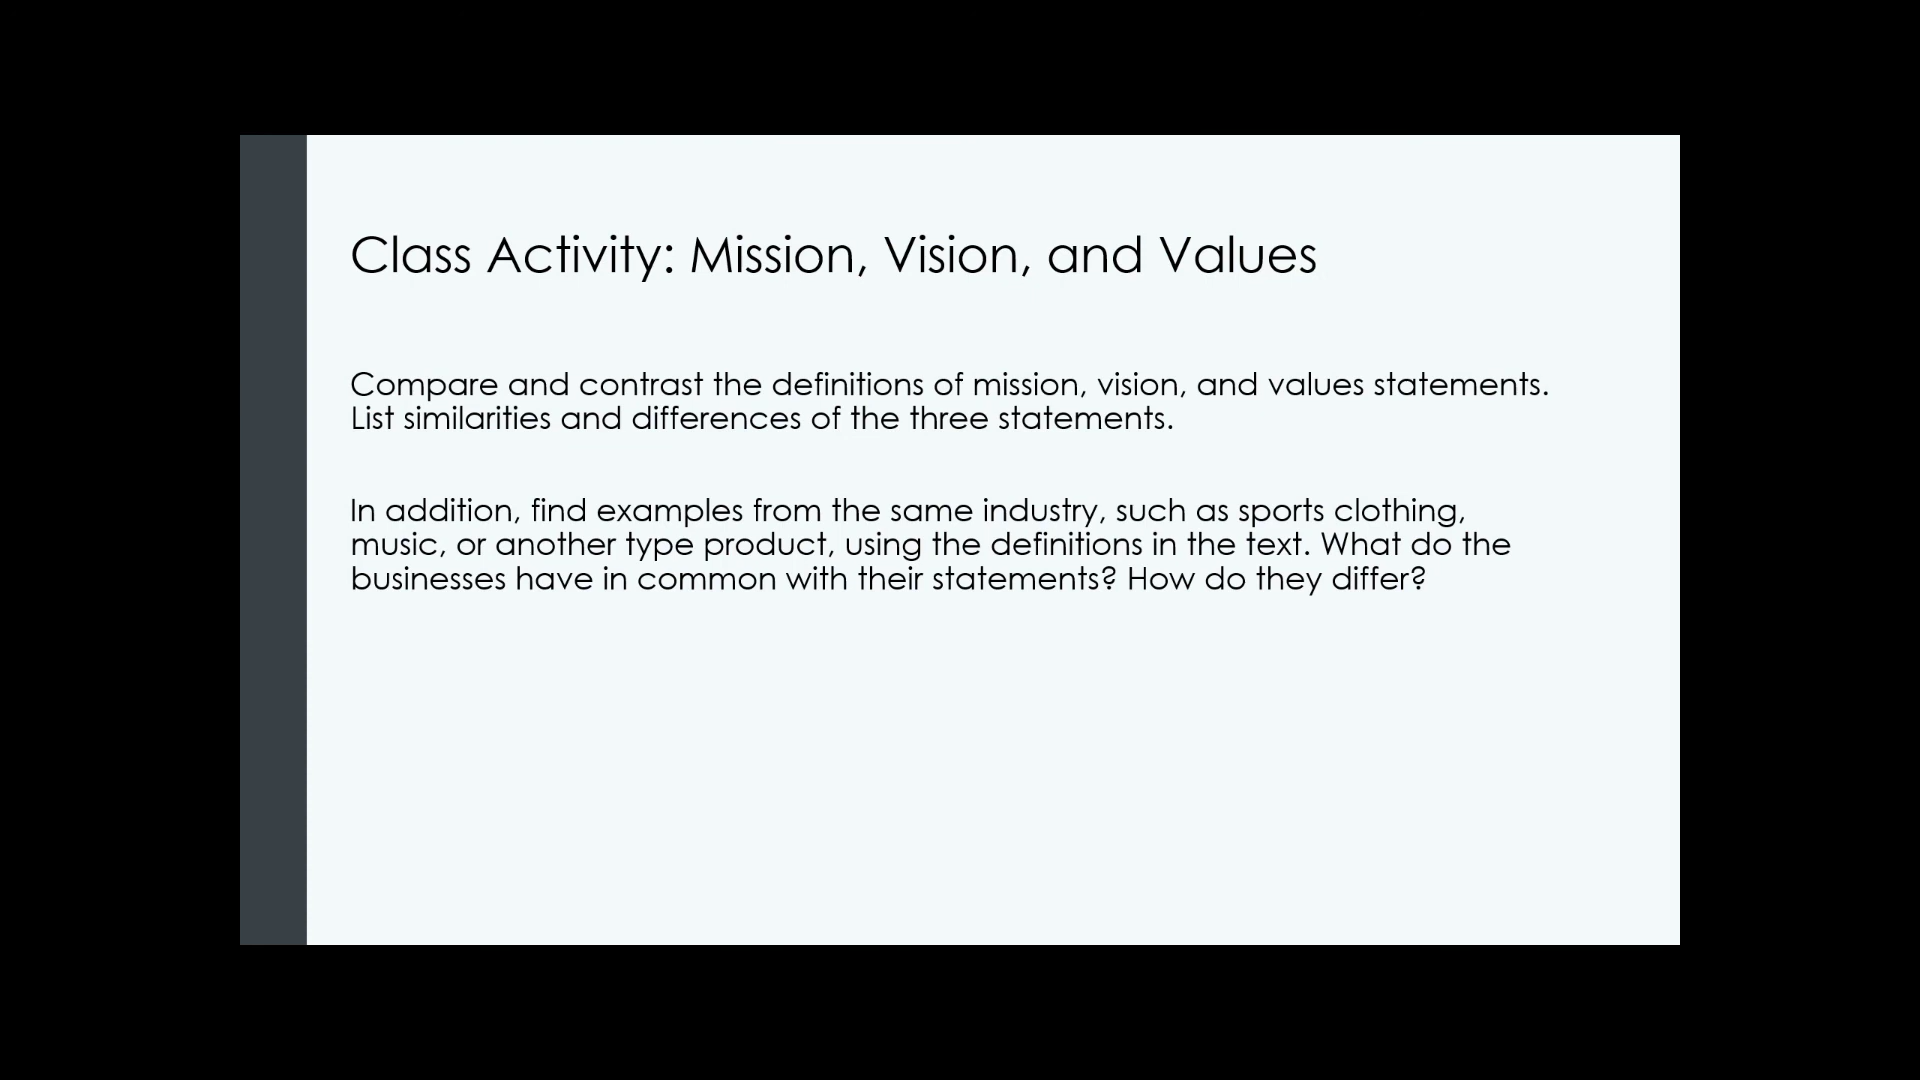 Class Activity: Mission, Vision, and Values
Compare and contrast the definitions of mission, vision, and values statements.
List similarities and differences of the three statements.
In addition, find examples from the same industry, such as sports clothing,
music, or another type product, using the definitions in the text. What do the
businesses have in common with their statements? How do they differ?